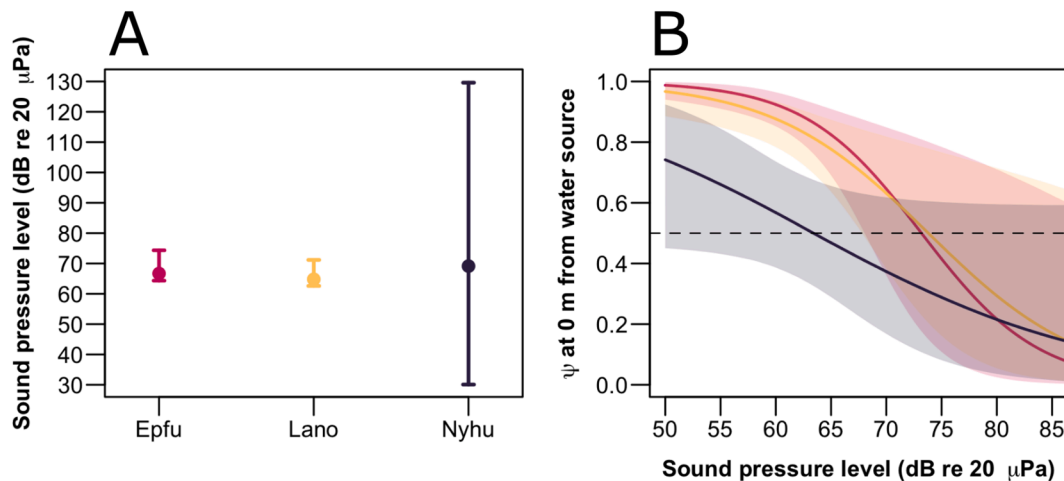 A
Sound pressure level (dB re 20 µPa)
130
120
110
100
90
80
70
60
50
40
30
Epfu Lano Nyhu
B
ψ at 0 m from water source
1.0
0.8
0.6
0.4
0.2
0.0
50 55 60 65 70 75 80 85
Sound pressure level (dB re 20 µPa)